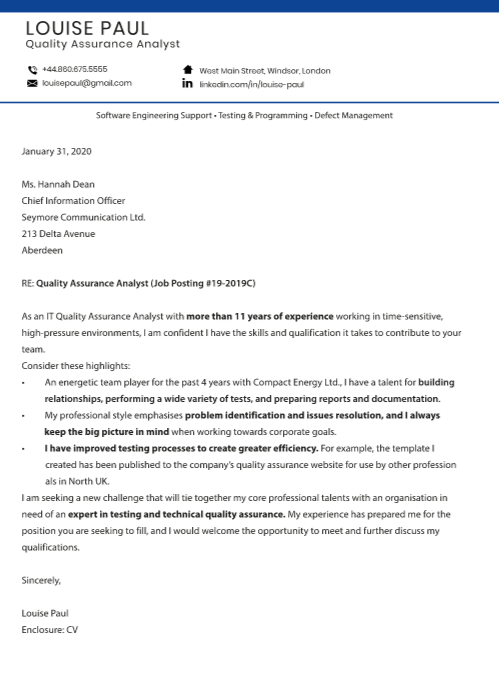 LOUISE PAUL
Quality Assurance Analyst
+44.860.675.5555
West Main Street, Windsor, London
louisepaul@gmail.com
linkedin.com/in/louise-paul
Software Engineering Support • Testing & Programming • Defect Management
January 31, 2020
Ms. Hannah Dean
Chief Information Officer
Seymore Communication Ltd.
213 Delta Avenue
Aberdeen
RE: Quality Assurance Analyst (Job Posting #19-2019C)
As an IT Quality Assurance Analyst with more than 11 years of experience working in time-sensitive,
high-pressure environments, I am confident I have the skills and qualification it takes to contribute to your
team.
Consider these highlights:
• An energetic team player for the past 4 years with Compact Energy Ltd., I have a talent for building
relationships, performing a wide variety of tests, and preparing reports and documentation.
• My professional style emphasises problem identification and issues resolution, and I always
keep the big picture in mind when working towards corporate goals.
• I have improved testing processes to create greater efficiency. For example, the template I
created has been published to the company's quality assurance website for use by other profession
als in North UK.
I am seeking a new challenge that will tie together my core professional talents with an organisation in
need of an expert in testing and technical quality assurance. My experience has prepared me for the
position you are seeking to fill, and I would welcome the opportunity to meet and further discuss my
qualifications.
Sincerely,
Louise Paul
Enclosure: CV